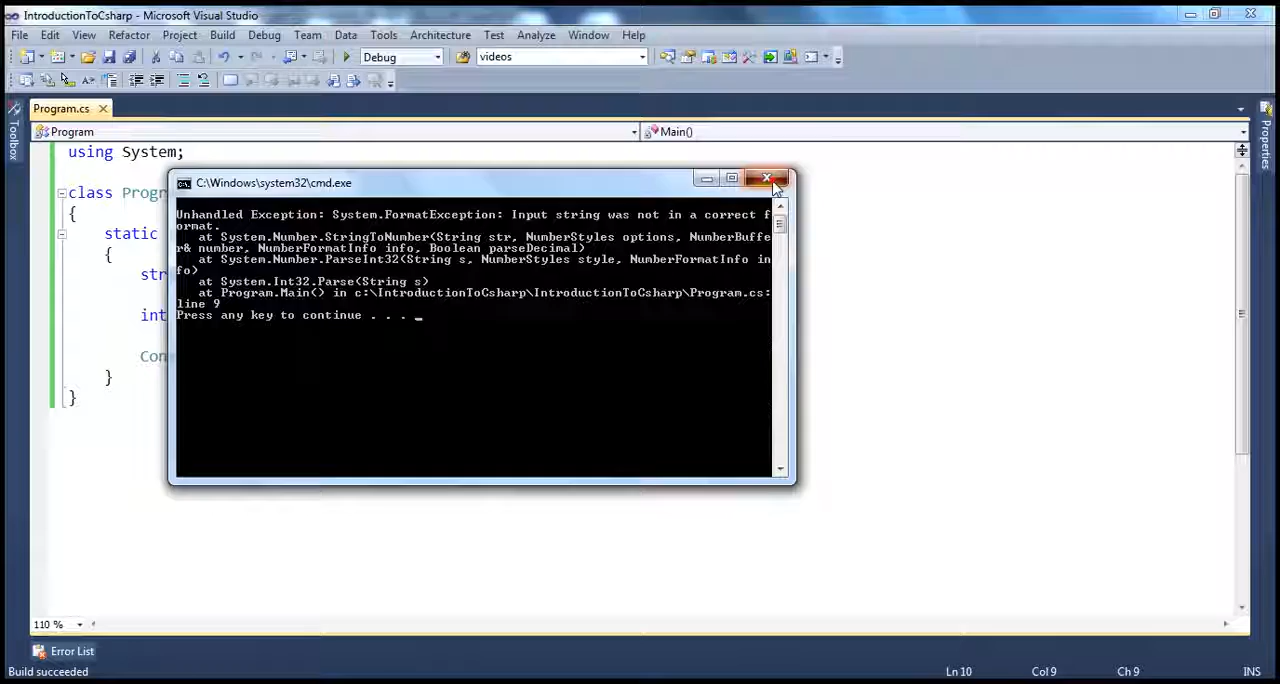 IntroductionToCsharp - Microsoft Visual Studio
File Edit View Refactor Project Build Debug Team Data Tools Architecture Test Analyze Window Help
Debug videos
Program.cs
Toolbox
Properties
Program Main()
using System;
class Progr
{
static
{
str
int
Con
}
}
C:\Windows\system32\cmd.exe
Unhandled Exception: System.FormatException: Input string was not in a correct f
ormat.
at System.Number.StringToNumber(String str, NumberStyles options, NumberBuffe
r& number, NumberFormatInfo info, Boolean parseDecimal)
at System.Number.ParseInt32(String s, NumberStyles style, NumberFormatInfo in
fo)
at System.Int32.Parse(String s)
at Program.Main() in c:\IntroductionToCsharp\IntroductionToCsharp\Program.cs:
line 9
Press any key to continue . . . _
110 %
Error List
Build succeeded Ln 10 Col 9 Ch 9 INS